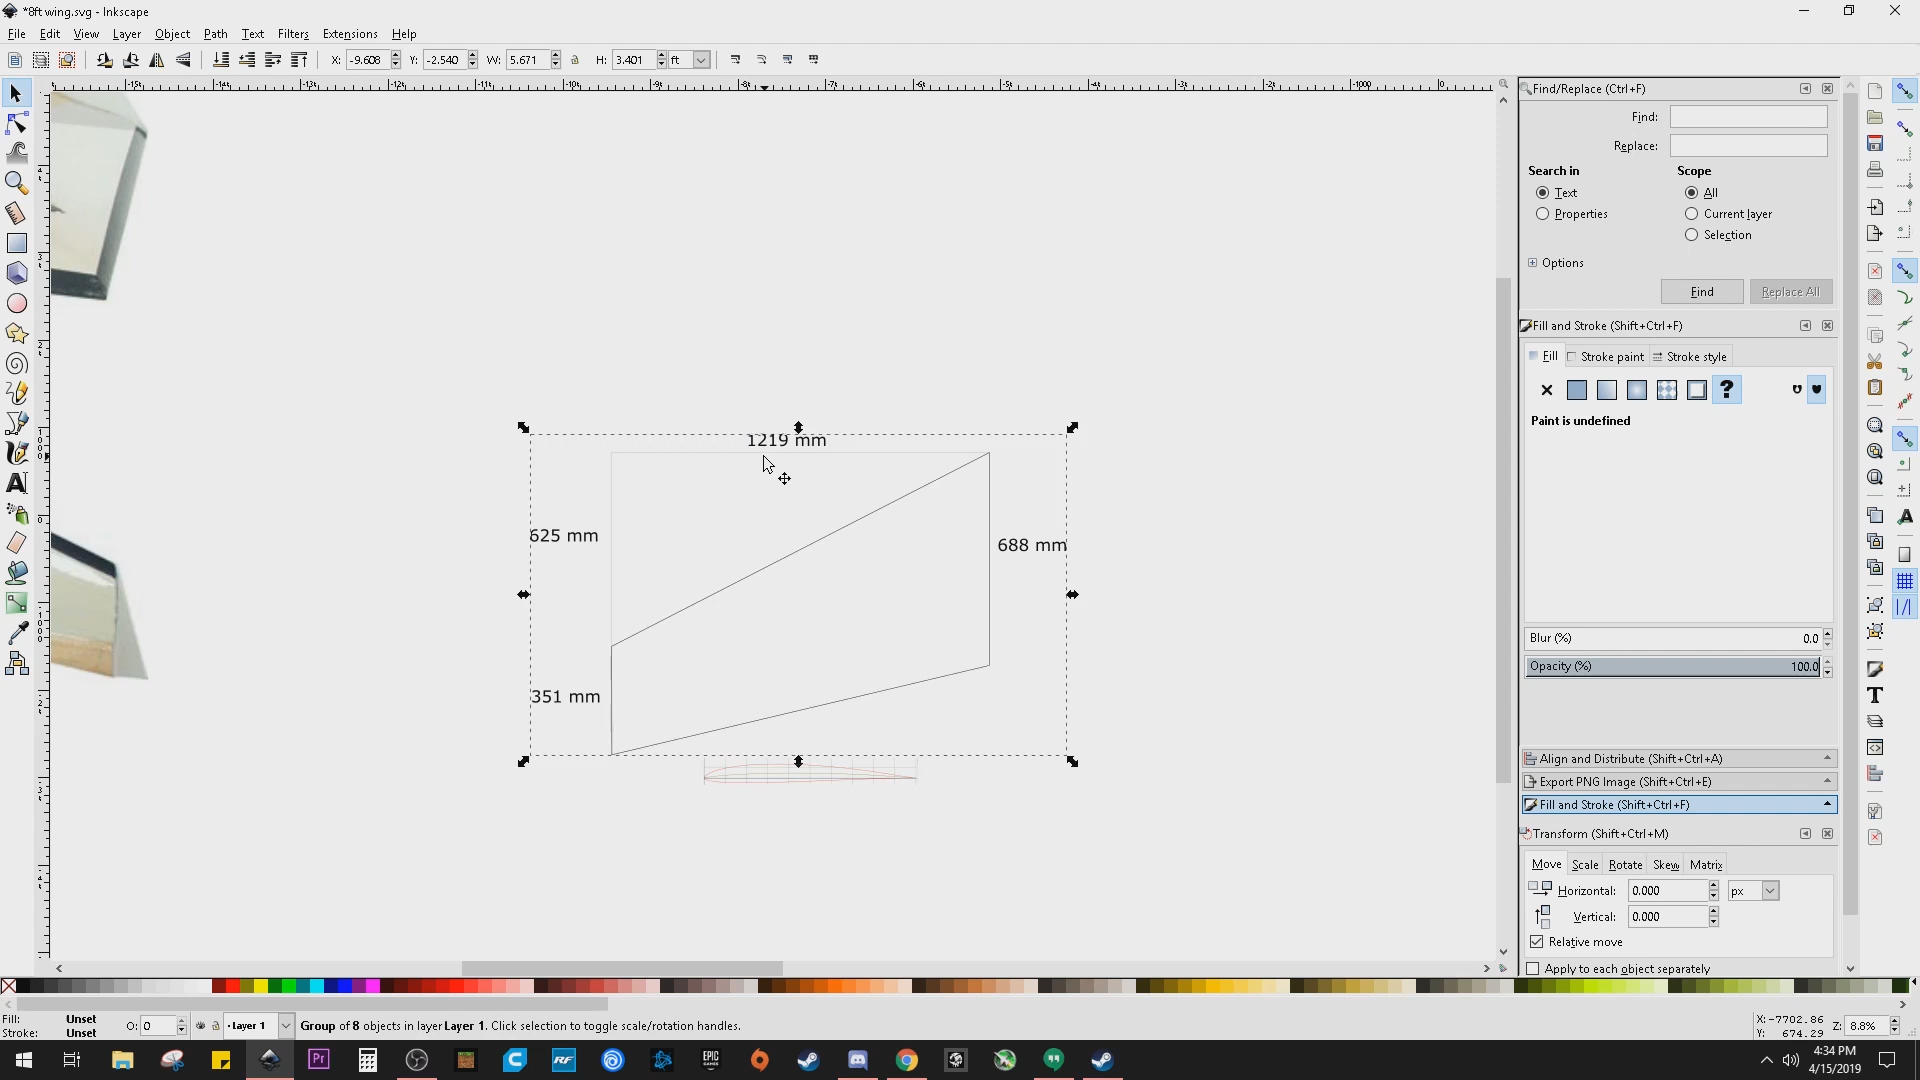 *8ft wing.svg - Inkscape
File Edit View Layer Object Path Text Filters Extensions Help
X: -9.608 Y: -2.540 W: 5.671 H: 3.401 ft
Find/Replace (Ctrl+F)
Find:
Replace:
Search in Scope
Text All
Properties Current layer
Selection
Options
Find Replace All
Fill and Stroke (Shift+Ctrl+F)
Fill Stroke paint Stroke style
?
Paint is undefined
1219 mm
625 mm
688 mm
351 mm
Blur (%) 0.0
Opacity (%) 100.0
Align and Distribute (Shift+Ctrl+A)
Export PNG Image (Shift+Ctrl+E)
Fill and Stroke (Shift+Ctrl+F)
Transform (Shift+Ctrl+M)
Move Scale Rotate Skew Matrix
Horizontal: 0.000 px
Vertical: 0.000
Relative move
Apply to each object separately
Fill: Unset
Stroke: Unset
O: 0 Layer 1 Group of 8 objects in layer Layer 1. Click selection to toggle scale/rotation handles.
X: -7702.86
Y: 674.29
Z: 8.8%
Pr RF EPIC GAMES
4:34 PM
4/15/2019